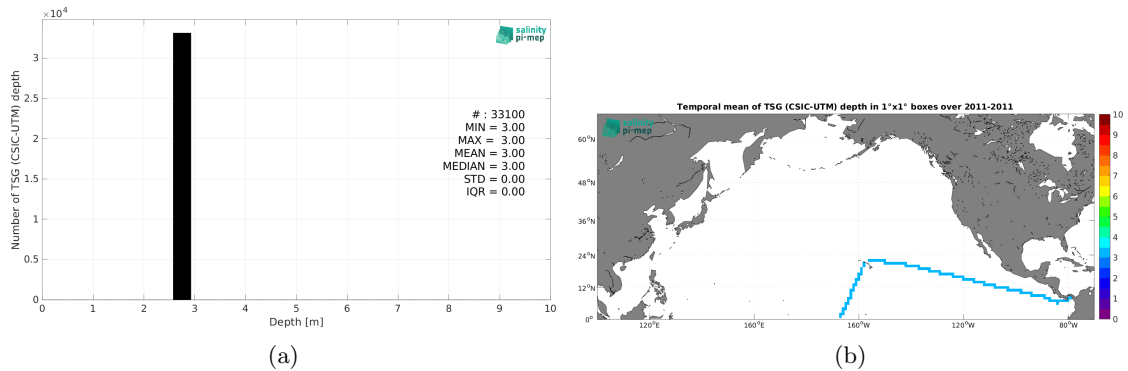 ×10⁴
3
2.5
2
1.5
1
0.5
0
Number of TSG (CSIC-UTM) depth
salinity
pi-mep
# : 33100
MIN = 3.00
MAX = 3.00
MEAN = 3.00
MEDIAN = 3.00
STD = 0.00
IQR = 0.00
0 1 2 3 4 5 6 7 8 9 10
Depth [m]
(a)
Temporal mean of TSG (CSIC-UTM) depth in 1°x1° boxes over 2011-2011
salinity
pi-mep
60°N
48°N
36°N
24°N
12°N
0°
120°E 160°E 160°W 120°W 80°W
10
9
8
7
6
5
4
3
2
1
0
(b)